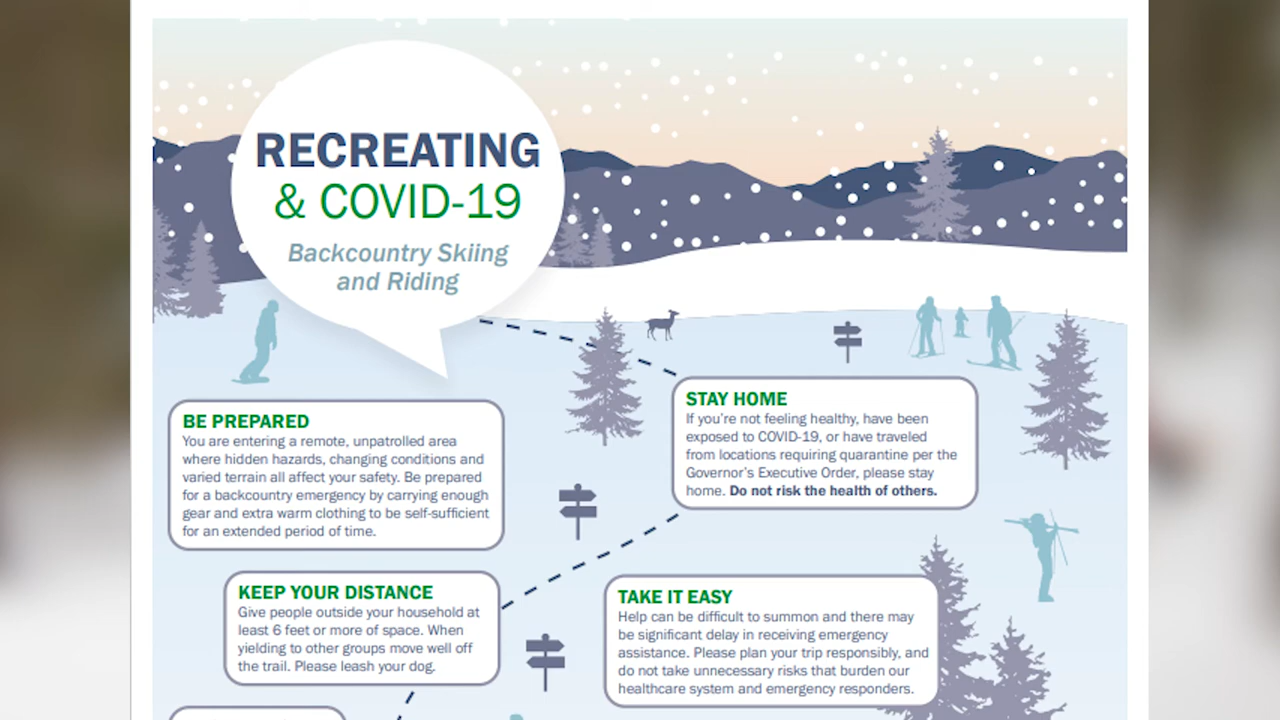 RECREATING
& COVID-19
Backcountry Skiing
and Riding
STAY HOME
If you're not feeling healthy, have been
exposed to COVID-19, or have traveled
from locations requiring quarantine per the
Governor's Executive Order, please stay
home. Do not risk the health of others.
BE PREPARED
You are entering a remote, unpatrolled area
where hidden hazards, changing conditions and
varied terrain all affect your safety. Be prepared
for a backcountry emergency by carrying enough
gear and extra warm clothing to be self-sufficient
for an extended period of time.
KEEP YOUR DISTANCE
Give people outside your household at
least 6 feet or more of space. When
yielding to other groups move well off
the trail. Please leash your dog.
TAKE IT EASY
Help can be difficult to summon and there may
be significant delay in receiving emergency
assistance. Please plan your trip responsibly, and
do not take unnecessary risks that burden our
healthcare system and emergency responders.